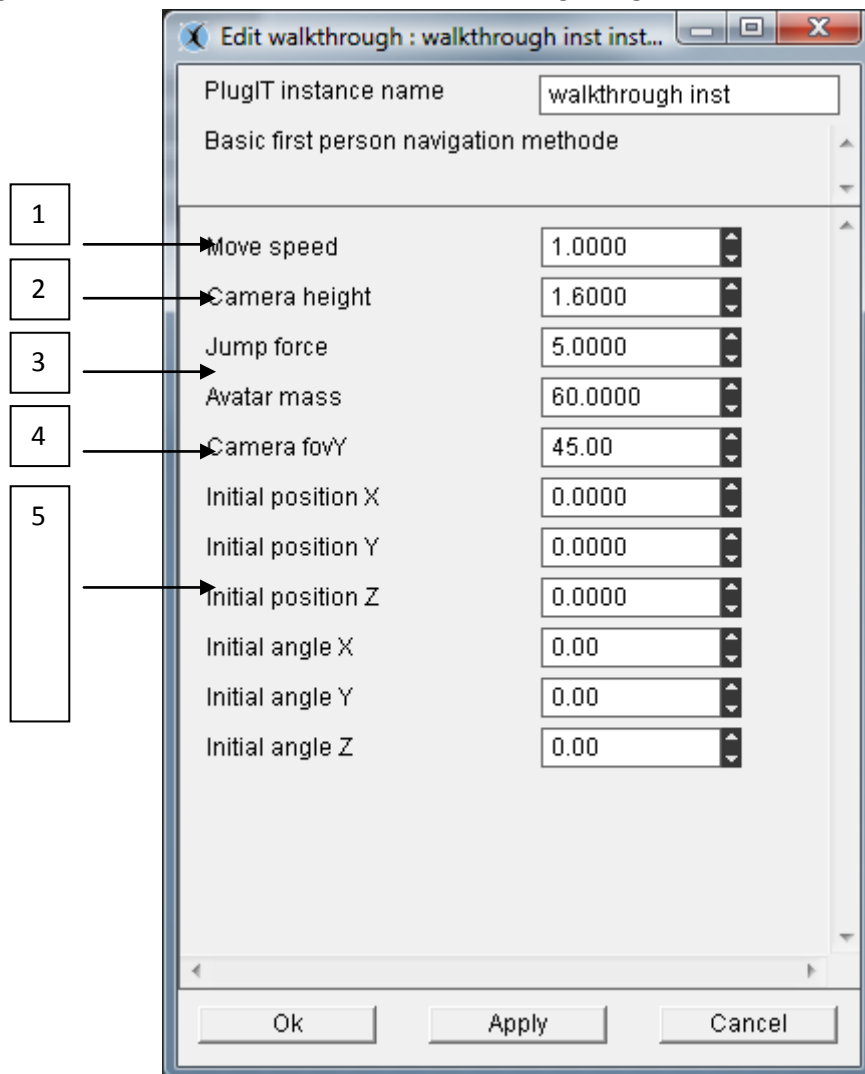 Edit walkthrough : walkthrough inst inst...
PlugIT instance name walkthrough inst
Basic first person navigation methode
1
Move speed 1.0000
2
Camera height 1.6000
Jump force 5.0000
3
Avatar mass 60.0000
4
Camera fovY 45.00
Initial position X 0.0000
5
Initial position Y 0.0000
Initial position Z 0.0000
Initial angle X 0.00
Initial angle Y 0.00
Initial angle Z 0.00
Ok Apply Cancel